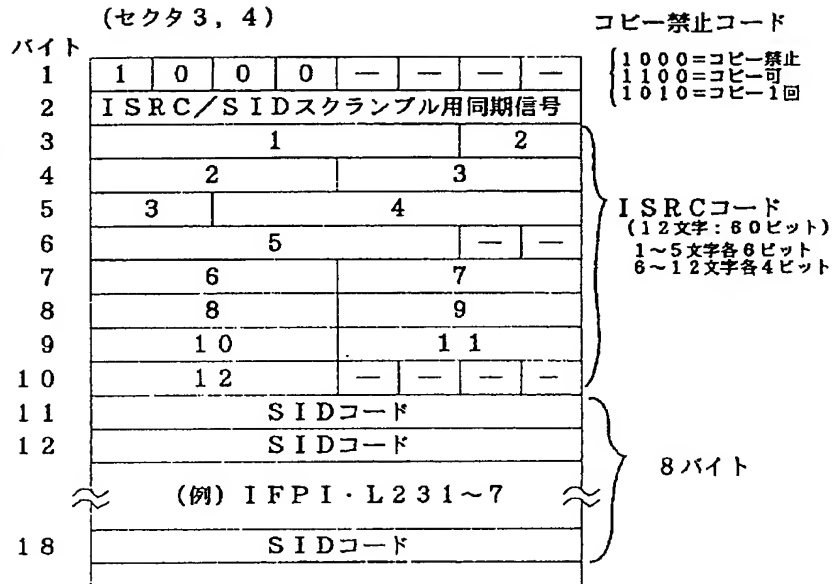 (セクタ3，4)
コピー禁止コード
1000=コピー禁止
1100=コピー可
1010=コピー1回
バイト
1 1 0 0 0 — — — —
2 ISRC／SIDスクランブル用同期信号
3 1 2
4 2 3
5 3 4
6 5 — —
7 6 7
8 8 9
9 10 11
10 12 — — — —
ISRCコード
(12文字：60ビット)
1～5文字各6ビット
6～12文字各4ビット
11 SIDコード
12 SIDコード
(例) IFPI・L231～7
18 SIDコード
8バイト